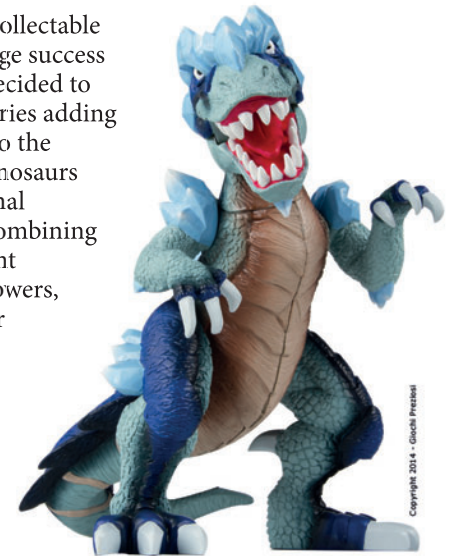 ollectable
ge success
ecided to
ries adding
o the
nosaurs
nal
ombining
nt
owers,
r
Copyright 2014 - Giochi Preziosi